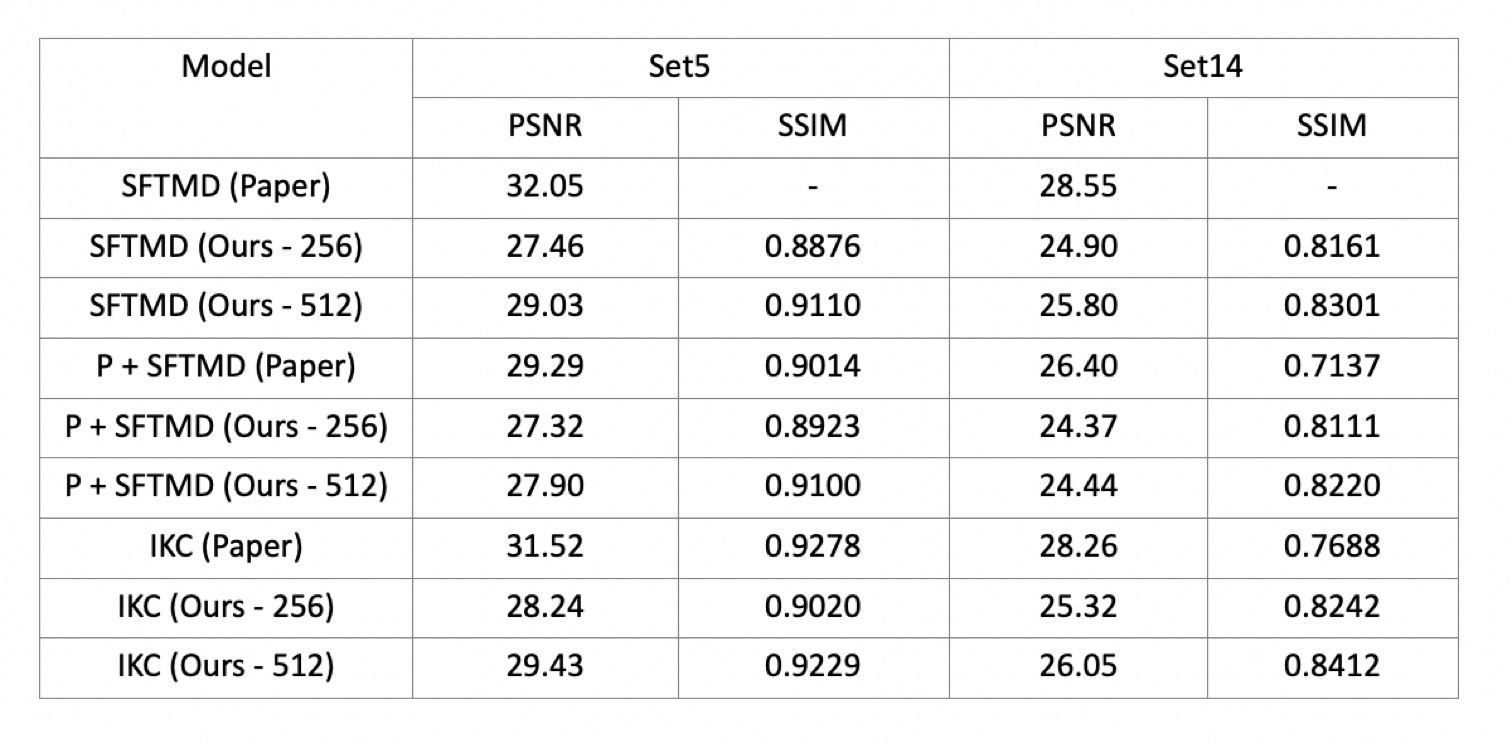 Model Set5 Set14
PSNR SSIM PSNR SSIM
SFTMD (Paper) 32.05 - 28.55 -
SFTMD (Ours - 256) 27.46 0.8876 24.90 0.8161
SFTMD (Ours - 512) 29.03 0.9110 25.80 0.8301
P + SFTMD (Paper) 29.29 0.9014 26.40 0.7137
P + SFTMD (Ours - 256) 27.32 0.8923 24.37 0.8111
P + SFTMD (Ours - 512) 27.90 0.9100 24.44 0.8220
IKC (Paper) 31.52 0.9278 28.26 0.7688
IKC (Ours - 256) 28.24 0.9020 25.32 0.8242
IKC (Ours - 512) 29.43 0.9229 26.05 0.8412